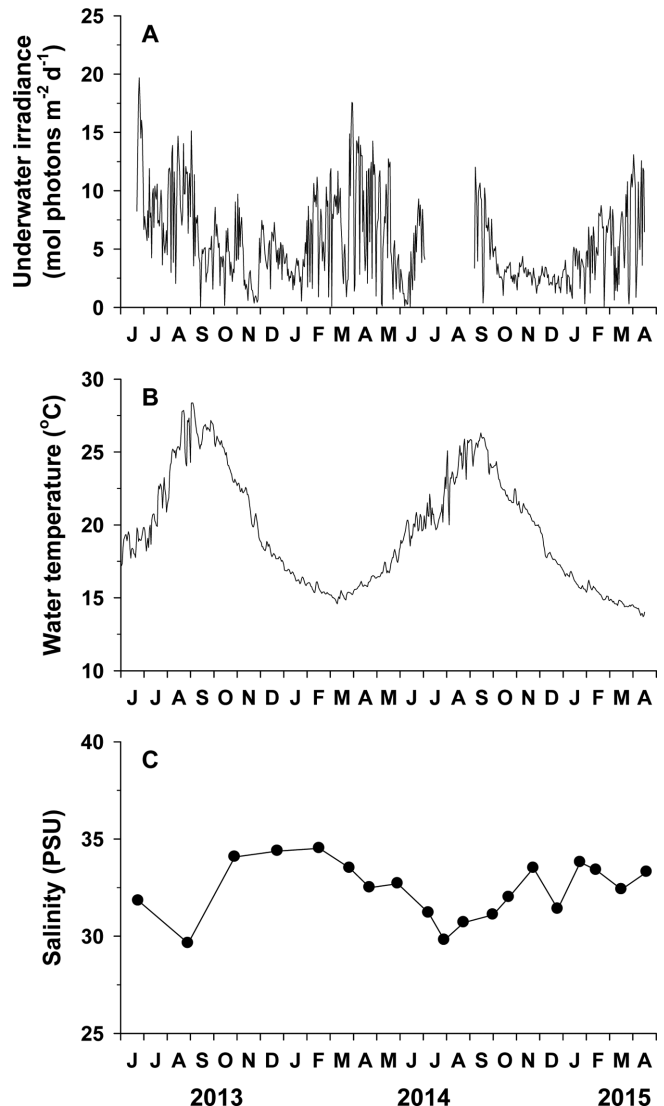 A
Underwater irradiance
(mol photons m-2 d-1)
25
20
15
10
5
0
J J A S O N D J F M A M J J A S O N D J F M A
B
Water temperature (oC)
30
25
20
15
10
J J A S O N D J F M A M J J A S O N D J F M A
C
Salinity (PSU)
40
35
30
25
J J A S O N D J F M A M J J A S O N D J F M A
2013 2014 2015